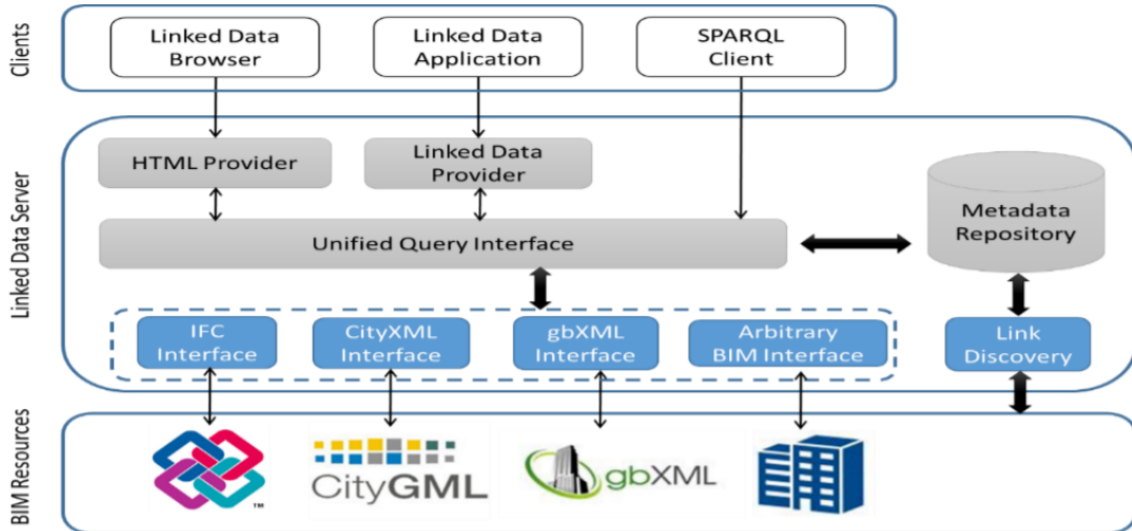 Clients
Linked Data
Browser
Linked Data
Application
SPARQL
Client
Linked Data Server
HTML Provider
Linked Data
Provider
Unified Query Interface
Metadata
Repository
IFC
Interface
CityXML
Interface
gbXML
Interface
Arbitrary
BIM Interface
Link
Discovery
BIM Resources
TM
CityGML
gbXML